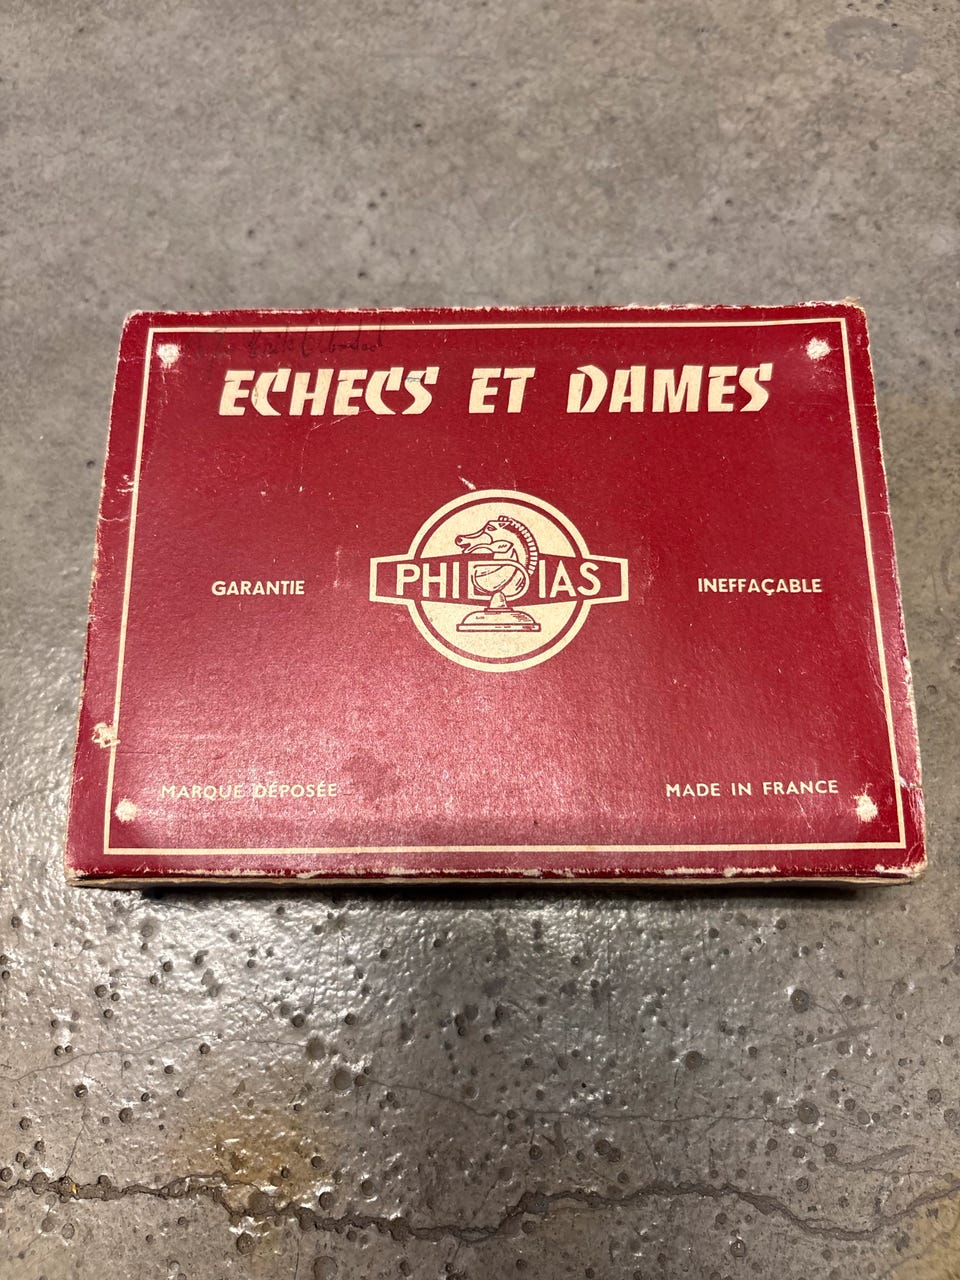 ECHECS ET DAMES
PHIDIAS
GARANTIE
INEFFAÇABLE
MARQUE DÉPOSÉE
MADE IN FRANCE